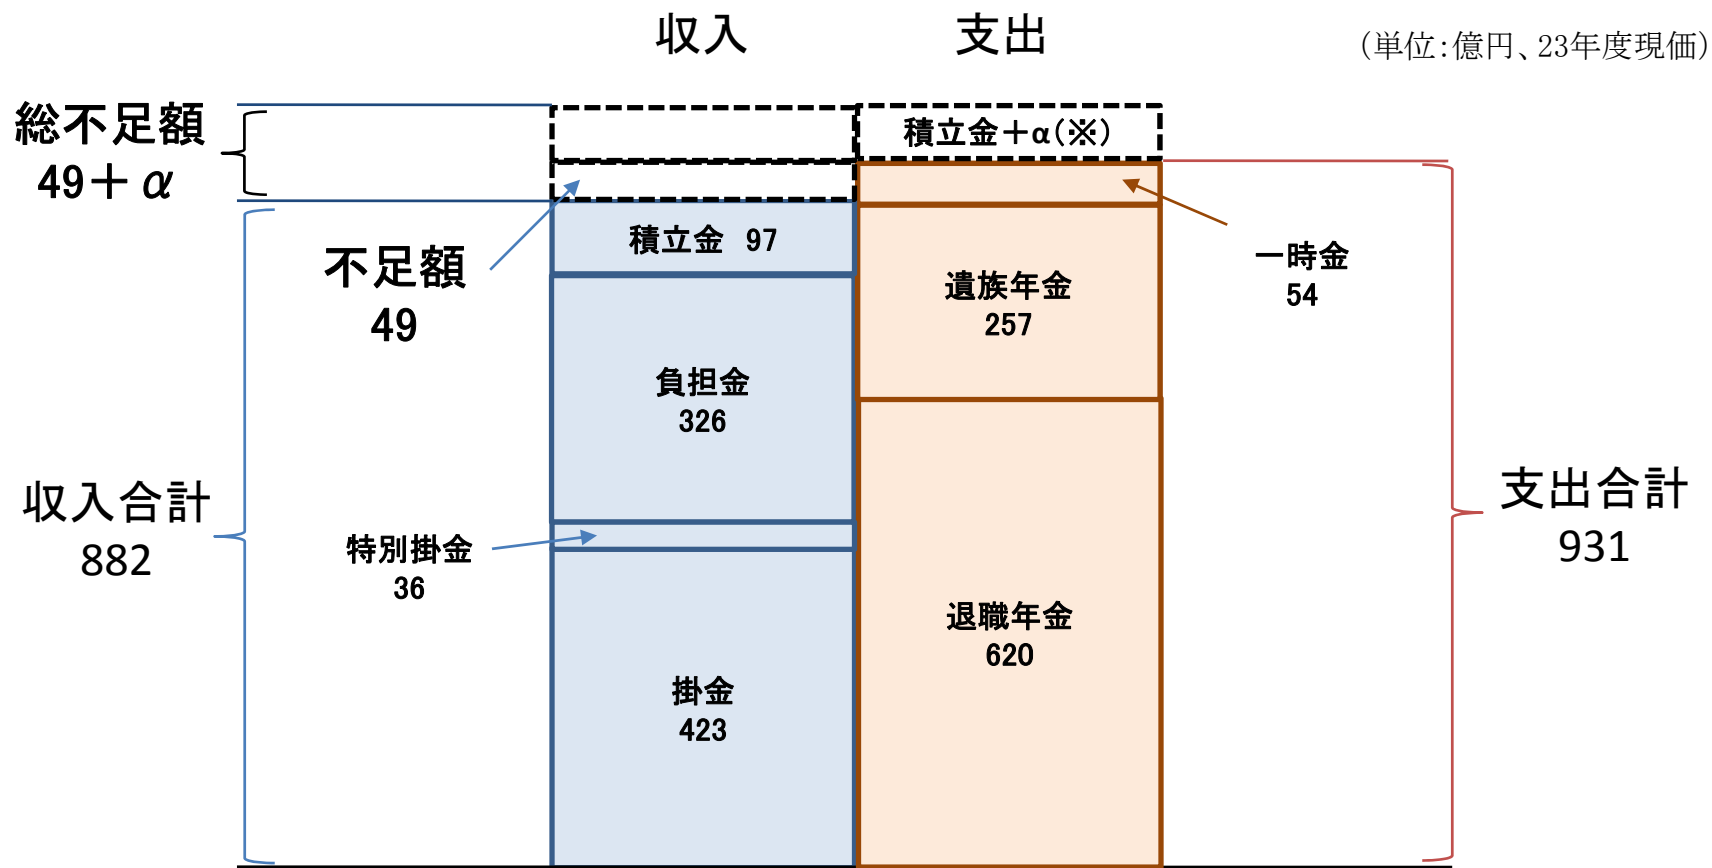 収入
支出
（単位：億円、23年度現価）
総不足額
49＋α
積立金＋α（※）
積立金 97
不足額
49
一時金
54
遺族年金
257
負担金
326
収入合計
882
支出合計
931
特別掛金
36
退職年金
620
掛金
423